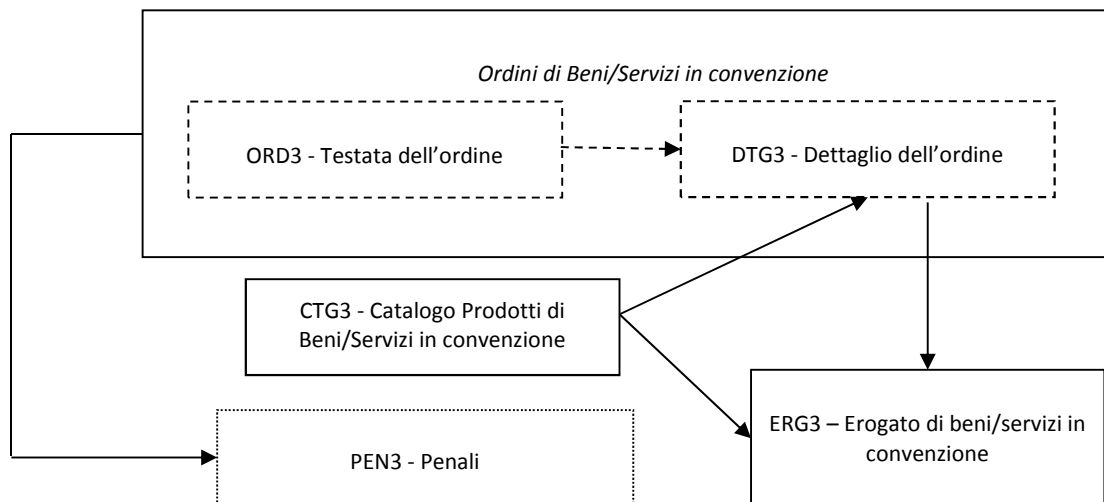 Ordini di Beni/Servizi in convenzione
ORD3 - Testata dell’ordine
DTG3 - Dettaglio dell’ordine
CTG3 - Catalogo Prodotti di
Beni/Servizi in convenzione
ERG3 – Erogato di beni/servizi in
convenzione
PEN3 - Penali